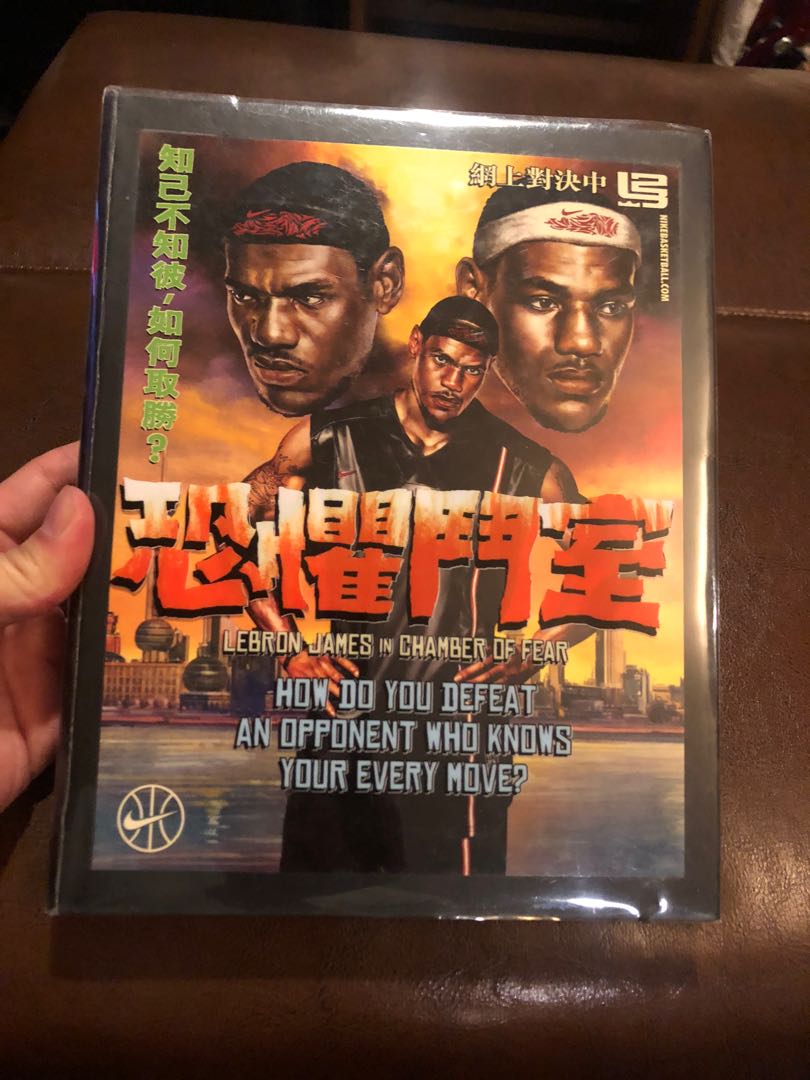 知己不知彼，如何取勝？
網上對決中
NIKEBASKETBALL.COM
恐懼鬥室
LEBRON JAMES IN CHAMBER OF FEAR
HOW DO YOU DEFEAT
AN OPPONENT WHO KNOWS
YOUR EVERY MOVE?